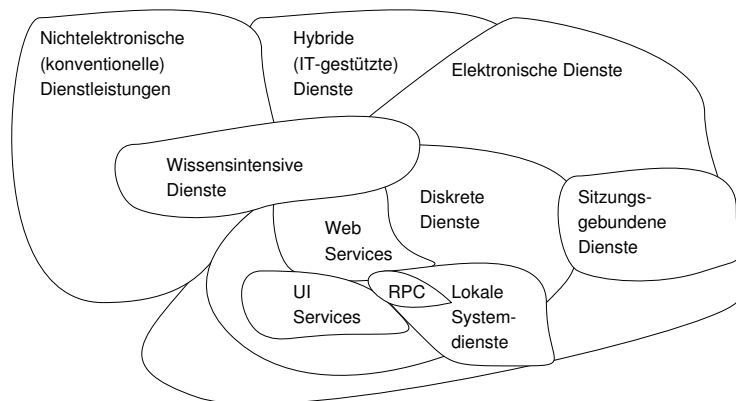 Nichtelektronische
(konventionelle)
Dienstleistungen
Hybride
(IT-gestützte)
Dienste
Elektronische Dienste
Wissensintensive
Dienste
Diskrete
Dienste
Sitzungs-
gebundene
Dienste
Web
Services
UI
Services
RPC
Lokale
System-
dienste